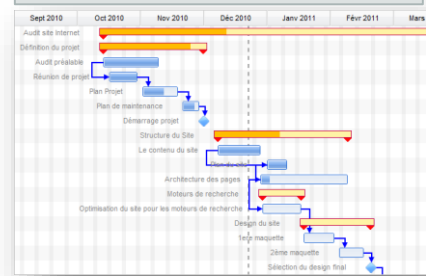 Sept 2010 Oct 2010 Nov 2010 Déc 2010 Janv 2011 Févr 2011 Mars
Audit site internet
Définition du projet
Audit préalable
Réunion de projet
Plan Projet
Plan de maintenance
Démarrage projet
Structure du Site
Le contenu du site
Plan du site
Architecture des pages
Moteurs de recherche
Optimisation du site pour les moteurs de recherche
Design du site
1ere maquette
2ème maquette
Sélection du design final